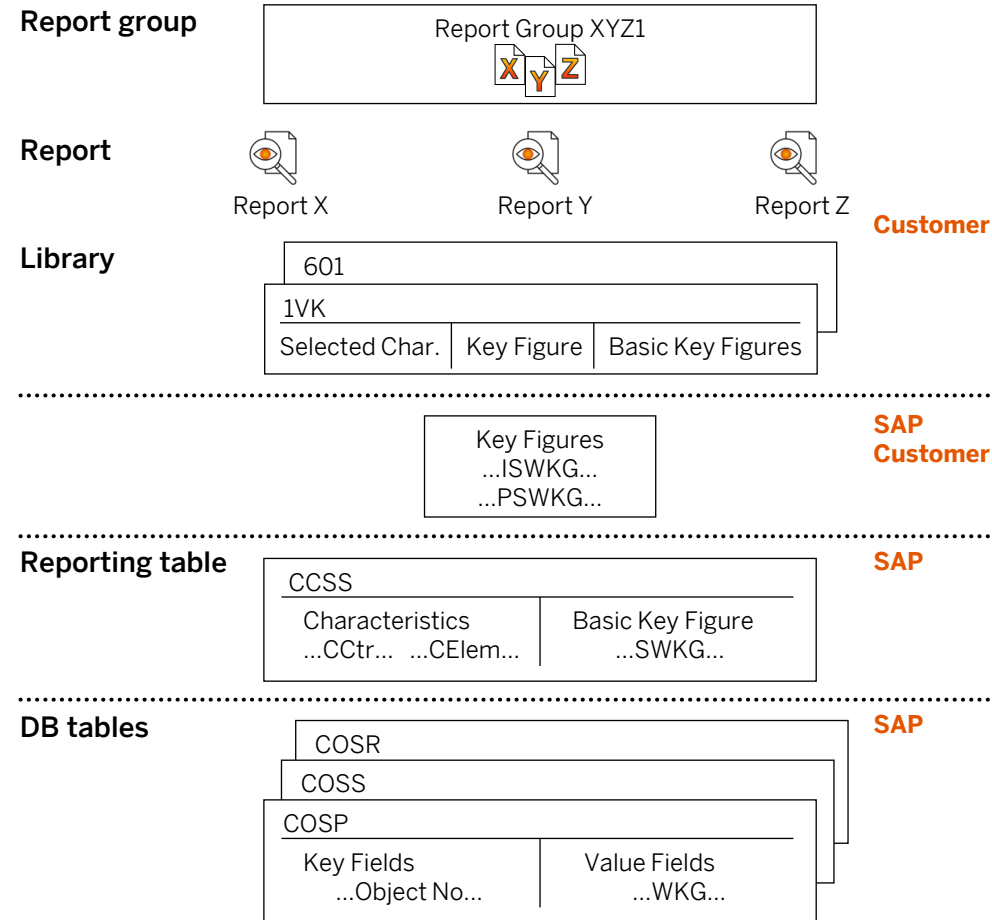 Report group
Report Group XYZ1
X Y Z
Report
Report X Report Y Report Z
Customer
Library
601
1VK
Selected Char. Key Figure Basic Key Figures
SAP
Customer
Key Figures
...ISWKG...
...PSWKG...
Reporting table
SAP
CCSS
Characteristics Basic Key Figure
...CCtr... ...CElem... ...SWKG...
DB tables
SAP
COSR
COSS
COSP
Key Fields Value Fields
...Object No... ...WKG...